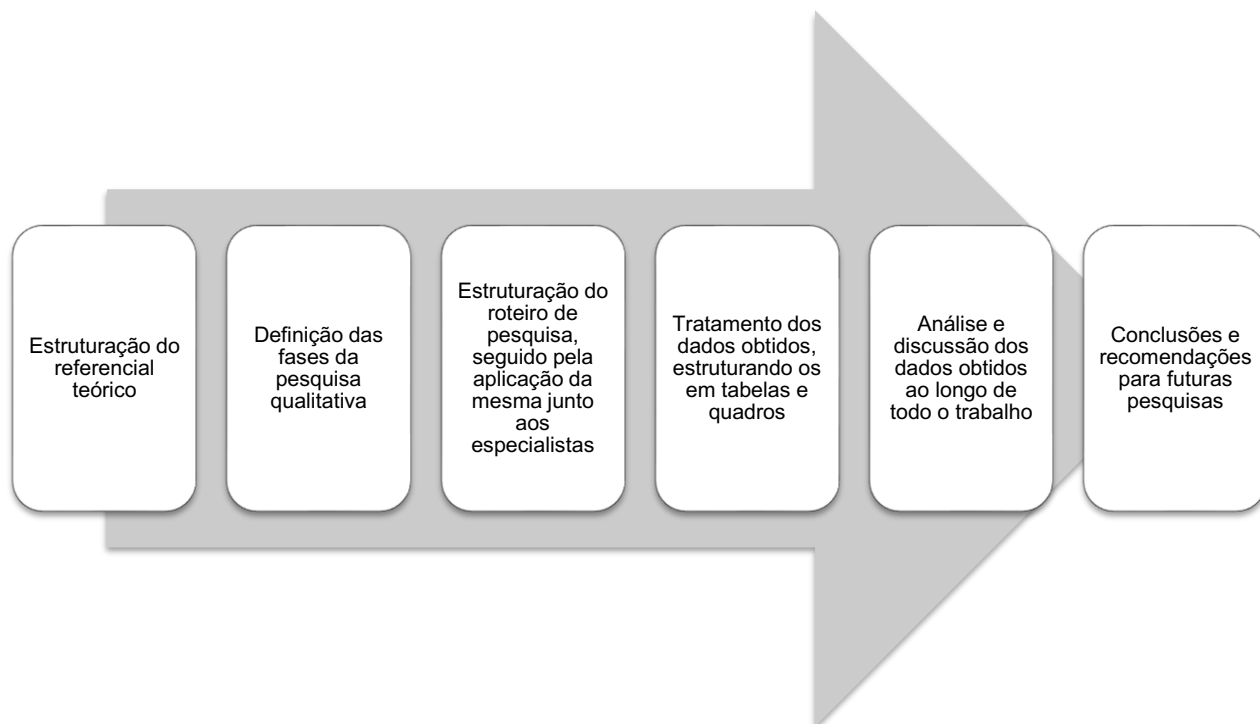 Estruturação do
referencial
teórico
Definição das
fases da
pesquisa
qualitativa
Estruturação do
roteiro de
pesquisa,
seguido pela
aplicação da
mesma junto
aos
especialistas
Tratamento dos
dados obtidos,
estruturando os
em tabelas e
quadros
Análise e
discussão dos
dados obtidos
ao longo de
todo o trabalho
Conclusões e
recomendações
para futuras
pesquisas